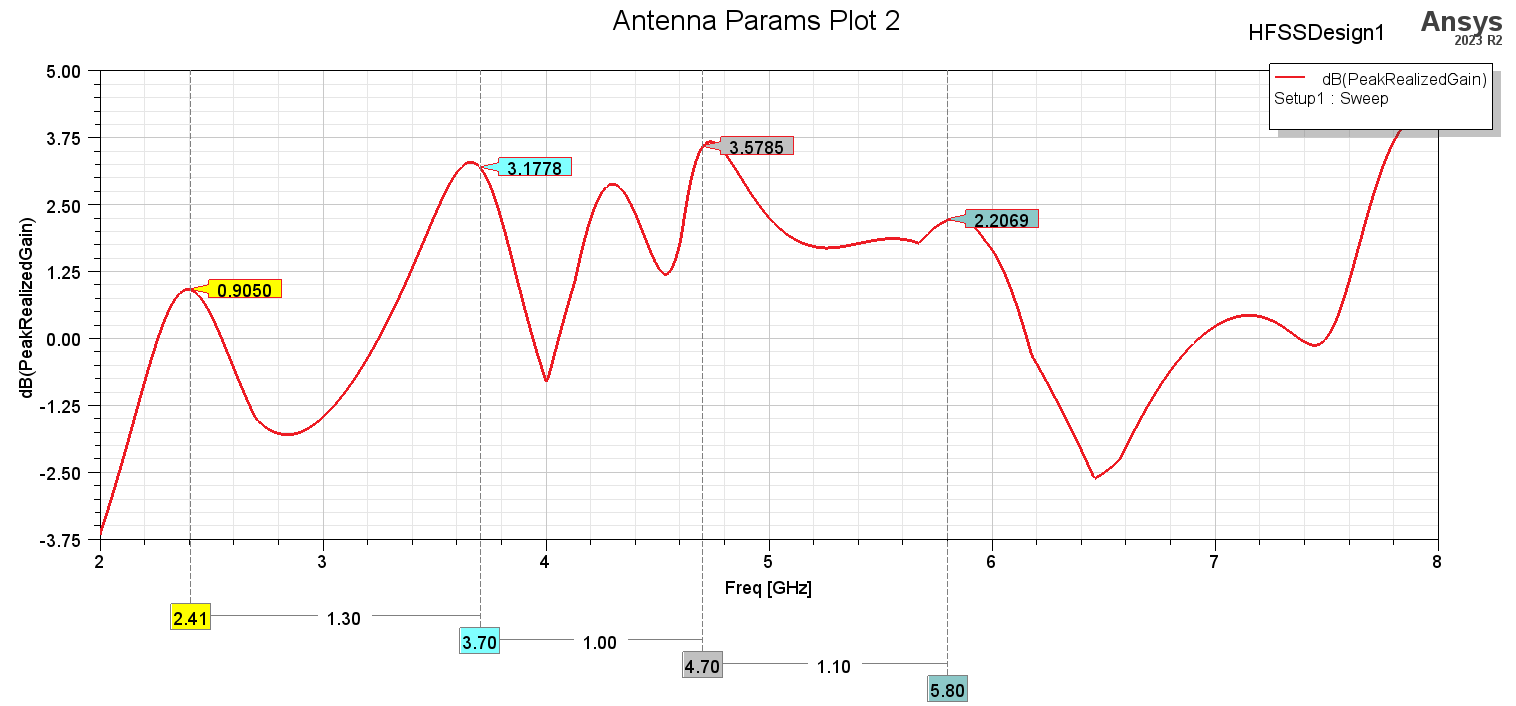 Antenna Params Plot 2
HFSSDesign1
Ansys
2023 R2
dB(PeakRealizedGain)
Setup1 : Sweep
5.00
3.75
2.50
1.25
0.00
-1.25
-2.50
-3.75
dB(PeakRealizedGain)
0.9050
3.1778
3.5785
2.2069
2 3 4 5 6 7 8
Freq [GHz]
2.41 1.30
3.70 1.00
4.70 1.10
5.80